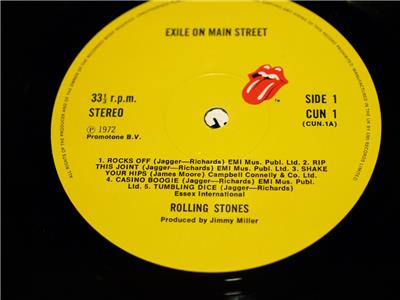 EXILE ON MAIN STREET
33⅓ r.p.m.
STEREO
SIDE 1
CUN 1
(CUN.1A)
℗ 1972
Promotone B.V.
1. ROCKS OFF (Jagger—Richards) EMI Mus. Publ. Ltd. 2. RIP
THIS JOINT (Jagger—Richards) EMI Mus. Publ. Ltd. 3. SHAKE
YOUR HIPS (James Moore) Campbell Connelly & Co. Ltd.
4. CASINO BOOGIE (Jagger—Richards) EMI Mus. Publ.
Ltd. 5. TUMBLING DICE (Jagger—Richards)
Essex International
ROLLING STONES
Produced by Jimmy Miller